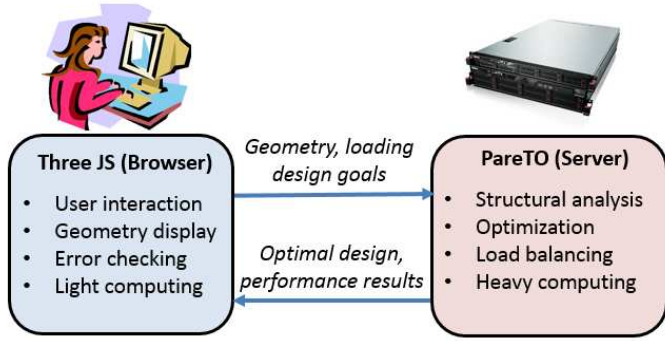 Three JS (Browser)
• User interaction
• Geometry display
• Error checking
• Light computing
Geometry, loading
design goals
Optimal design,
performance results
PareTO (Server)
• Structural analysis
• Optimization
• Load balancing
• Heavy computing